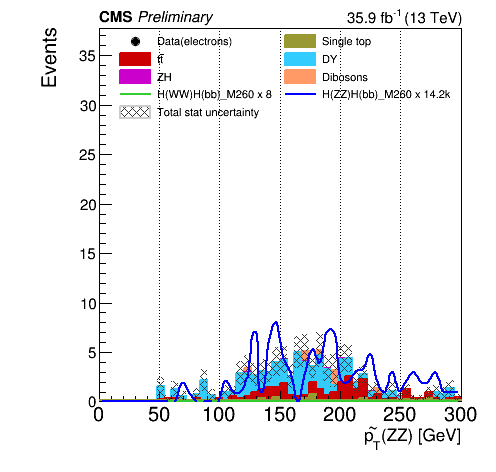 CMS Preliminary 35.9 fb⁻¹ (13 TeV)
Events
Data(electrons) Single top
tt̄ DY
ZH Dibosons
H(WW)H(bb)_M260 x 8 H(ZZ)H(bb)_M260 x 14.2k
Total stat uncertainty
35
30
25
20
15
10
5
0
0 50 100 150 200 250 300
p̃_T(ZZ) [GeV]